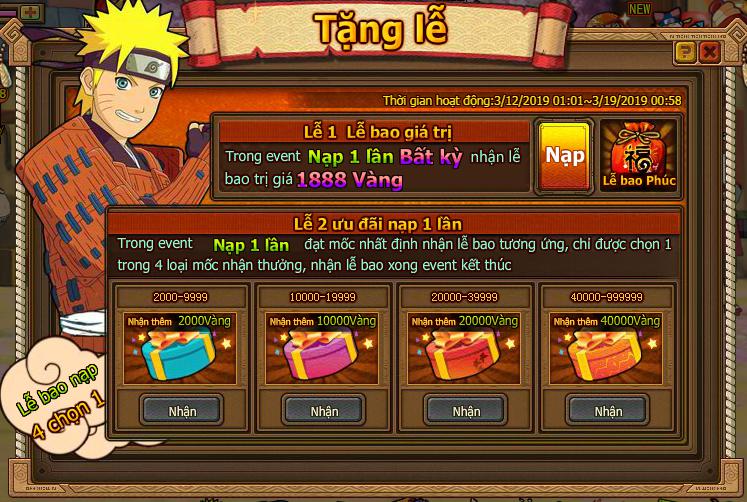 NEW
Tặng lễ
Thời gian hoạt động:3/12/2019 01:01~3/19/2019 00:58
Lễ 1 Lễ bao giá trị
Trong event Nạp 1 lần Bất kỳ nhận lễ
bao trị giá 1888 Vàng
Nạp
福
Lễ bao Phúc
Lễ 2 ưu đãi nạp 1 lần
Trong event Nạp 1 lần đạt mốc nhất định nhận lễ bao tương ứng, chỉ được chọn 1
trong 4 loại mốc nhận thưởng, nhận lễ bao xong event kết thúc
2000-9999 10000-19999 20000-39999 40000-999999
Nhận thêm 2000Vàng Nhận thêm 10000Vàng Nhận thêm 20000Vàng Nhận thêm 40000Vàng
Nhận Nhận Nhận Nhận
Lễ bao nạp
4 chọn 1